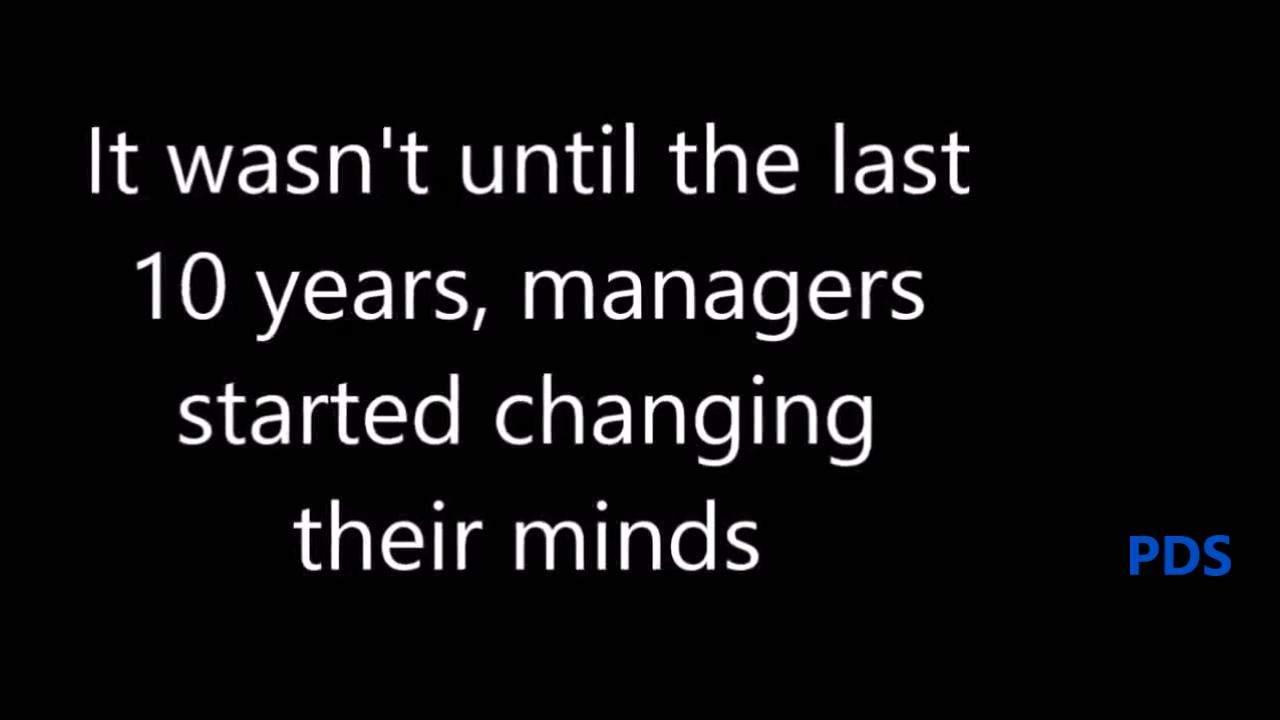 It wasn't until the last
10 years, managers
started changing
their minds
PDS